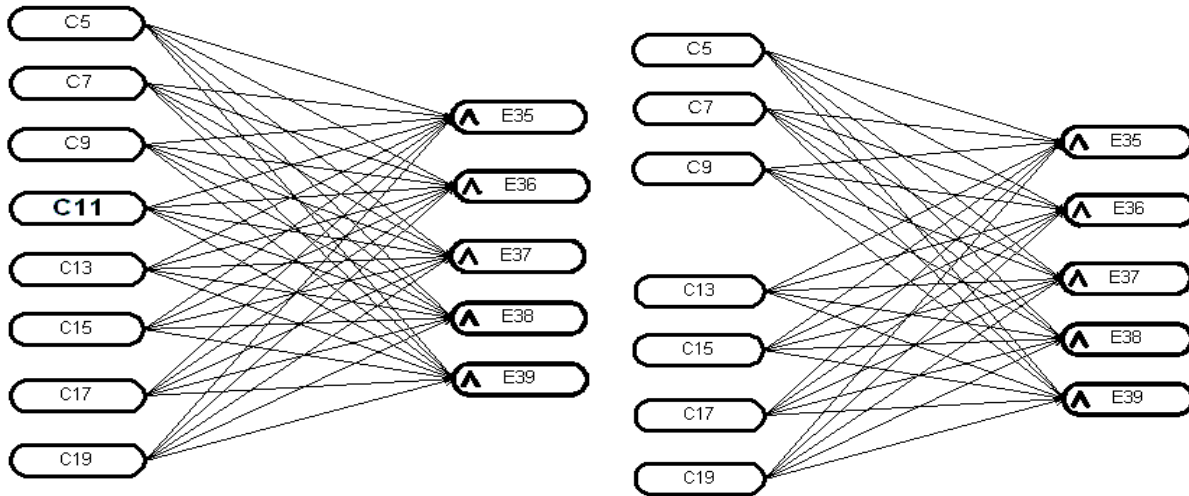 C5
C7
C9
C11
C13
C15
C17
C19
^ E35
^ E36
^ E37
^ E38
^ E39
C5
C7
C9
C13
C15
C17
C19
^ E35
^ E36
^ E37
^ E38
^ E39